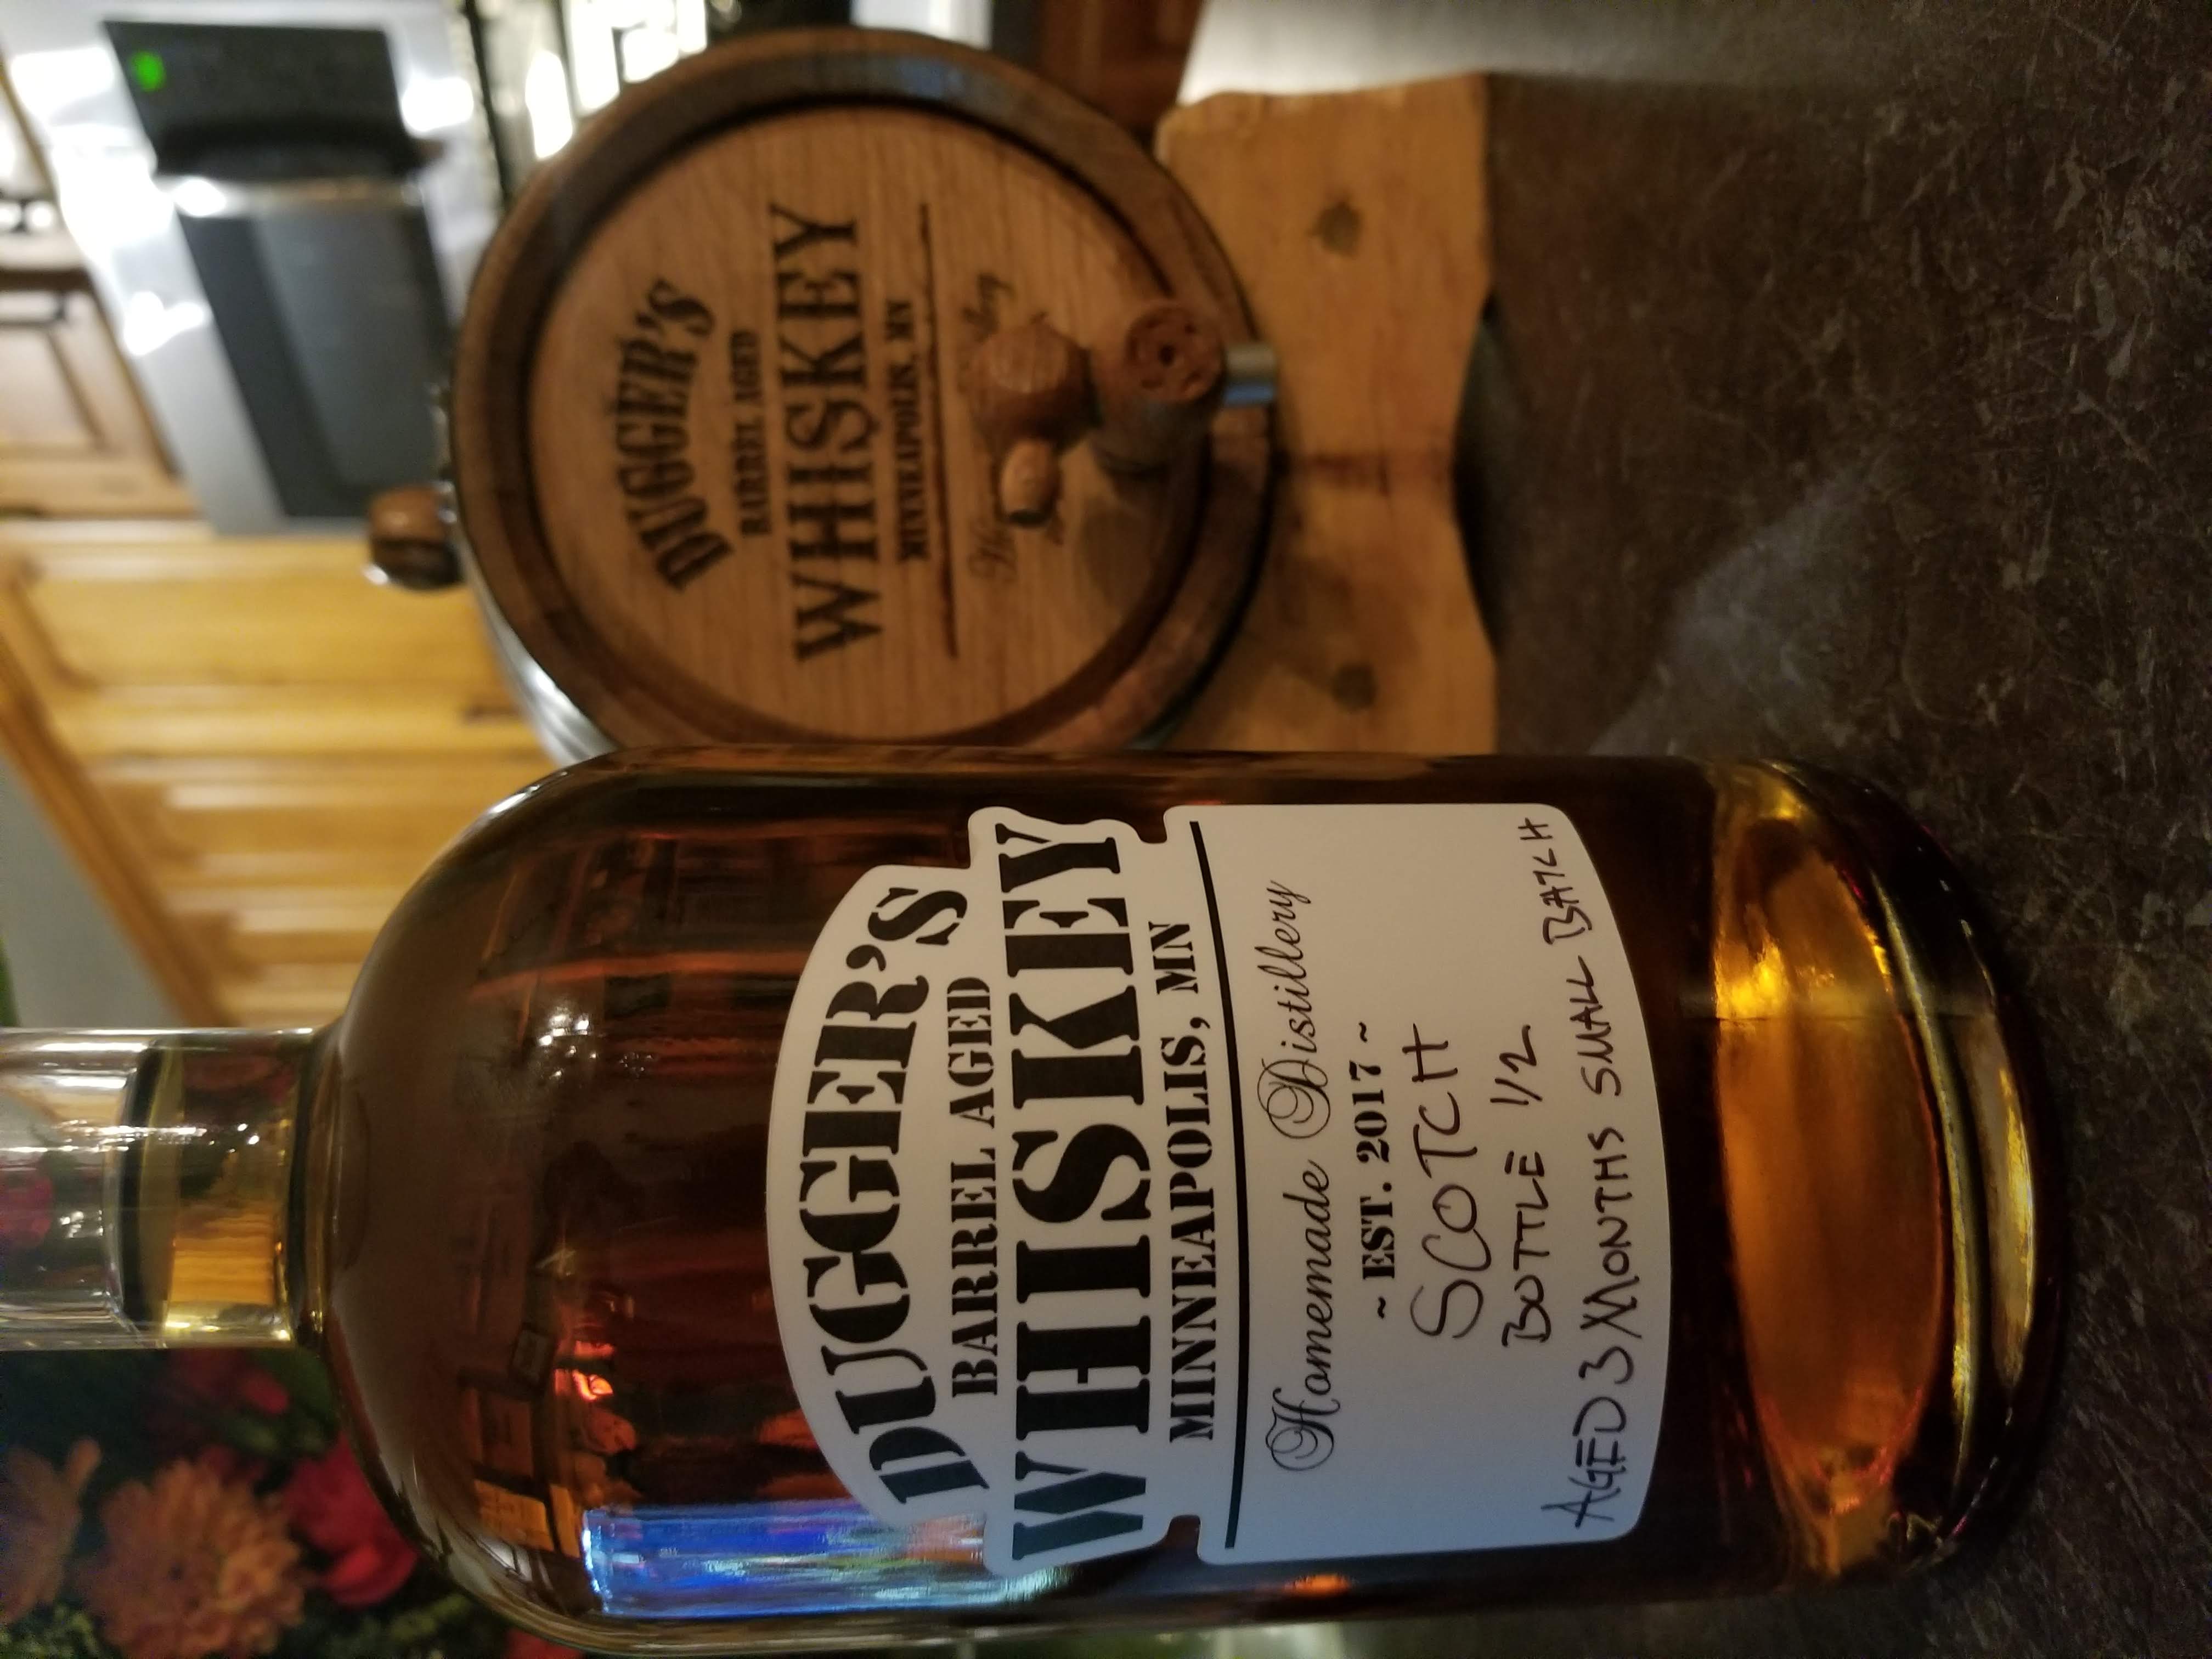 DUGGER'S
BARREL AGED
WHISKEY
MINNEAPOLIS, MN
Homemade Distillery
~ EST. 2017 ~
SCOTCH
BOTTLE 1/2
AGED 3 MONTHS SMALL BATCH
DUGGER'S
BARREL AGED
WHISKEY
MINNEAPOLIS, MN